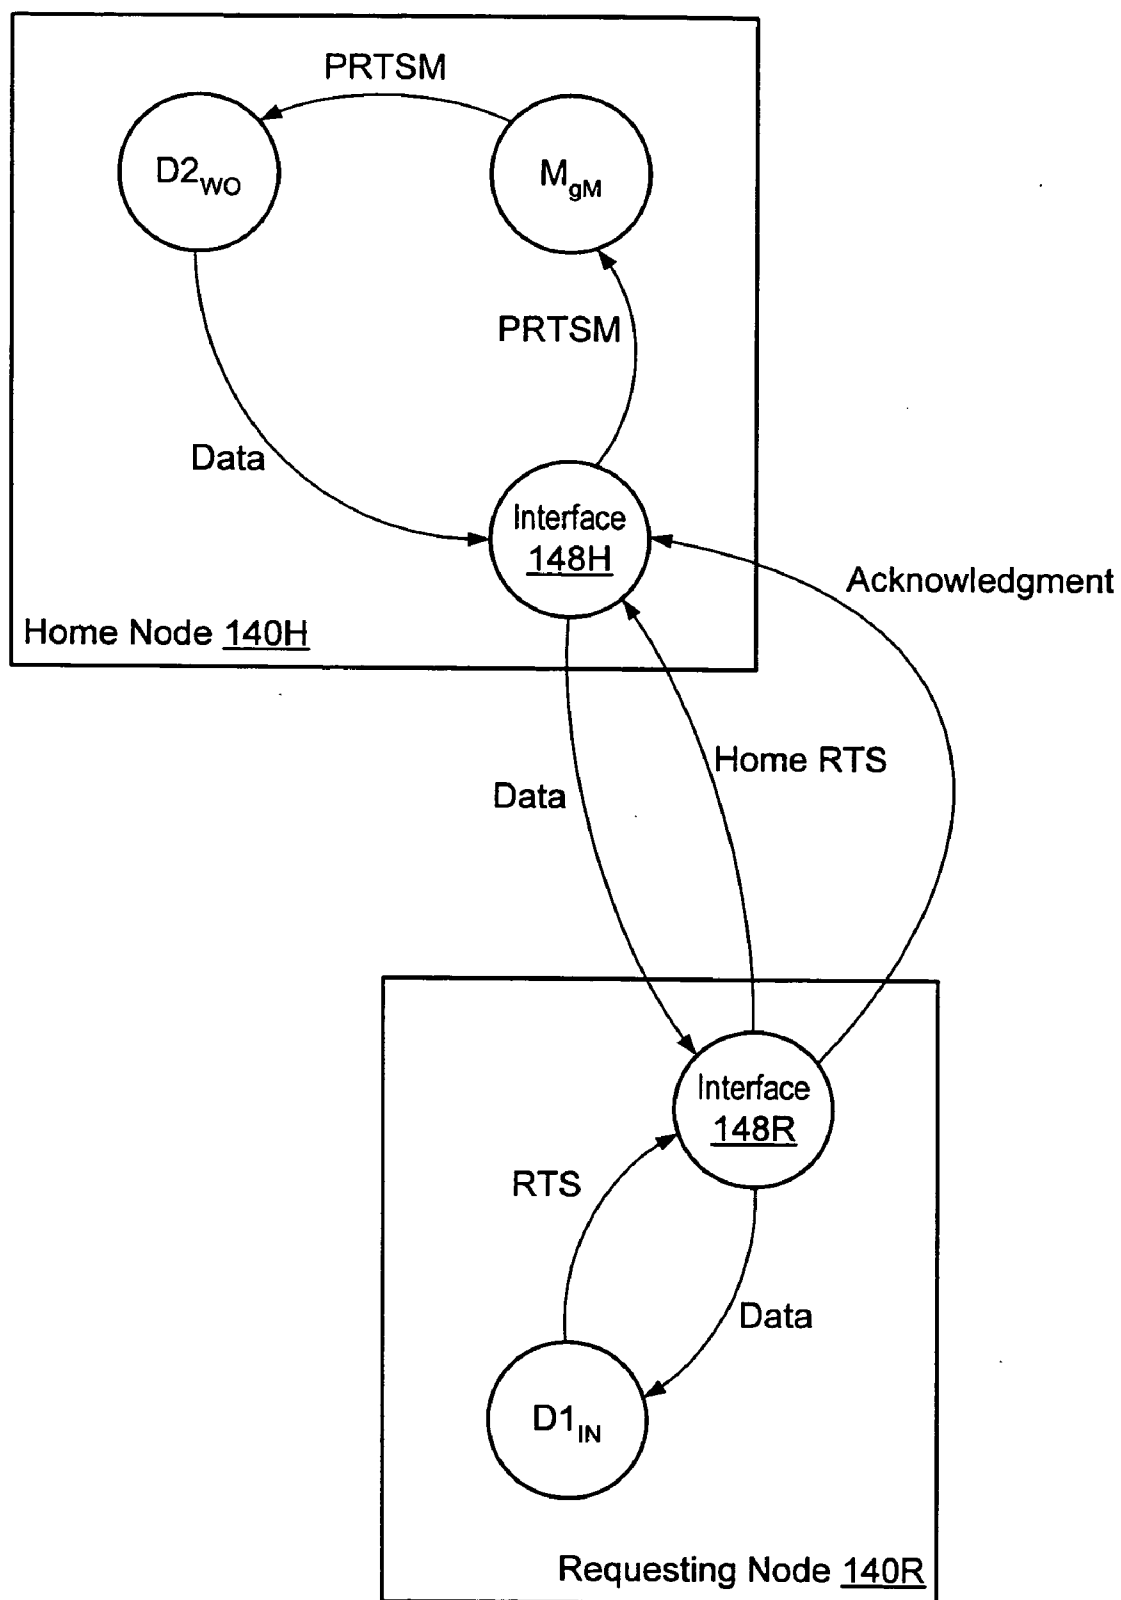 PRTSM
D2WO
MgM
PRTSM
Data
Interface
148H
Acknowledgment
Home Node 140H
Home RTS
Data
Interface
148R
RTS
Data
D1IN
Requesting Node 140R